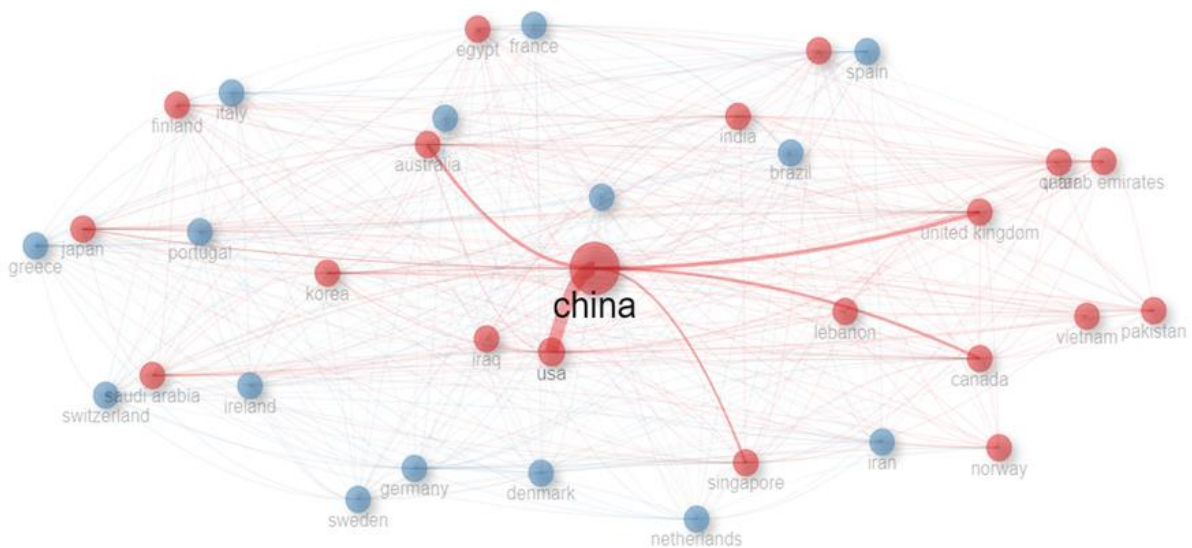 egypt
france
spain
finland
italy
australia
india
brazil
qatar
arab emirates
japan
portugal
greece
united kingdom
korea
china
lebanon
vietnam
pakistan
iraq
usa
canada
saudi arabia
switzerland
ireland
iran
norway
germany
denmark
singapore
sweden
netherlands